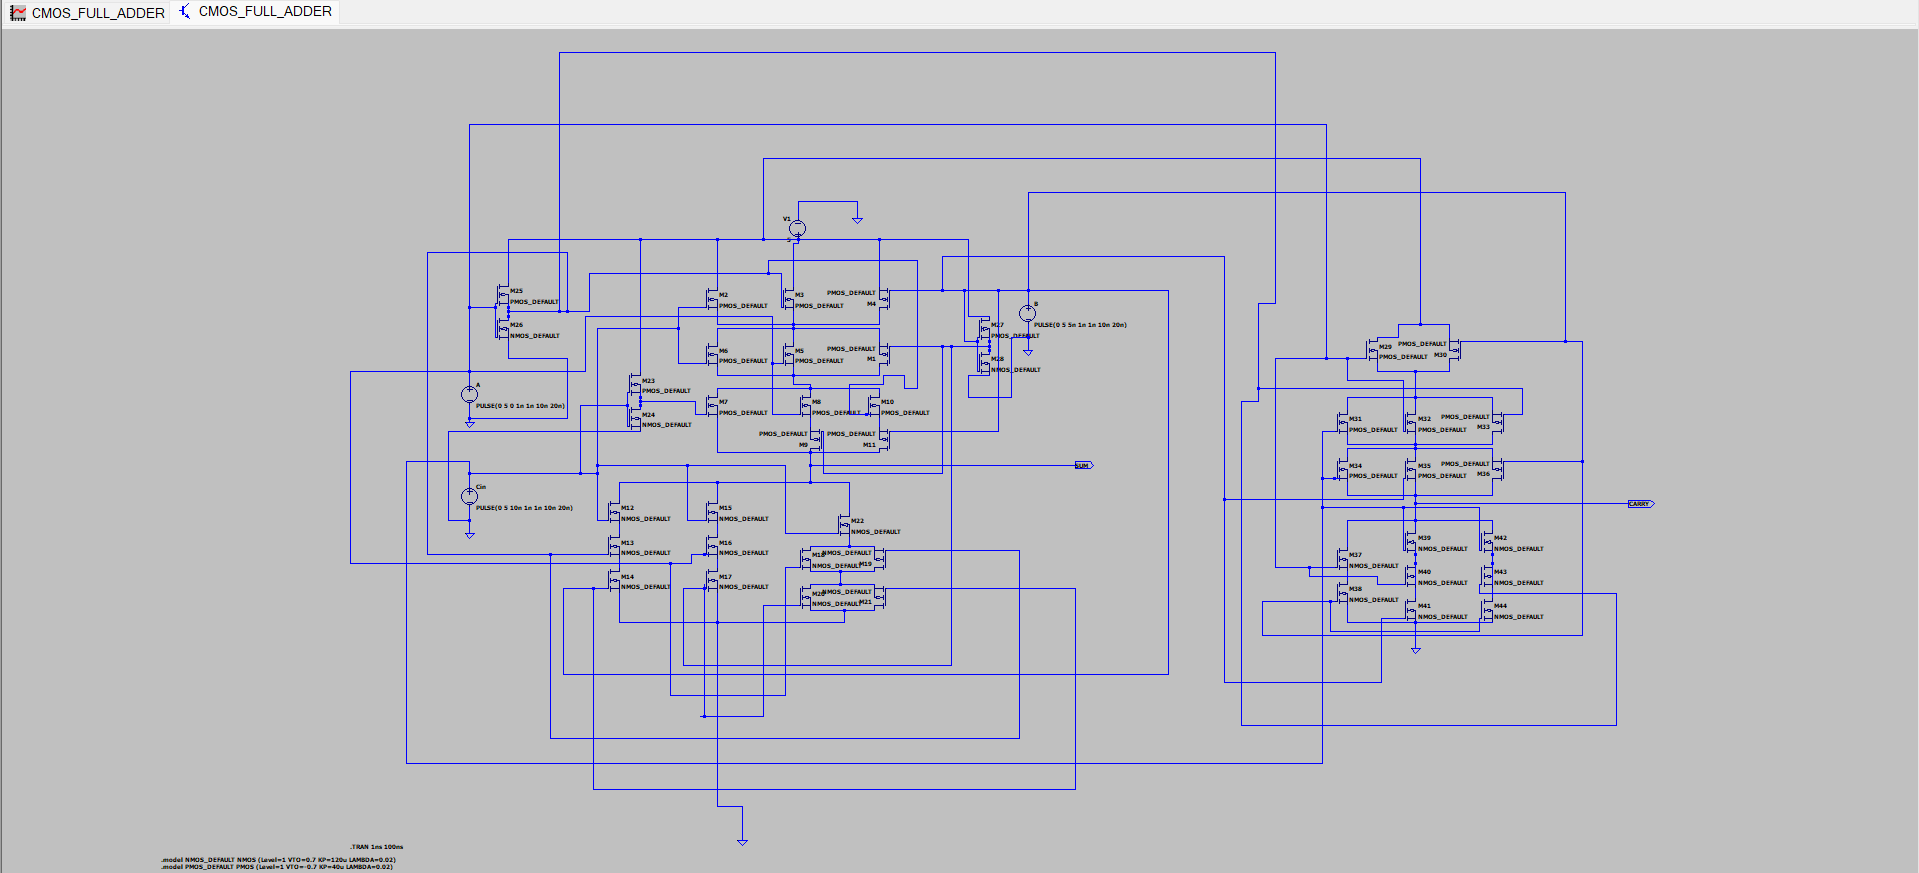 CMOS_FULL_ADDER
CMOS_FULL_ADDER
V1
5
M25
PMOS_DEFAULT
M26
NMOS_DEFAULT
M2
PMOS_DEFAULT
M3
PMOS_DEFAULT
PMOS_DEFAULT
M4
B
PULSE(0 5 5n 1n 1n 10n 20n)
M27
PMOS_DEFAULT
M28
NMOS_DEFAULT
M6
PMOS_DEFAULT
M5
PMOS_DEFAULT
PMOS_DEFAULT
M1
M23
PMOS_DEFAULT
M24
NMOS_DEFAULT
A
PULSE(0 5 0 1n 1n 10n 20n)
M7
PMOS_DEFAULT
M8
PMOS_DEFAULT
M10
PMOS_DEFAULT
PMOS_DEFAULT
M9
PMOS_DEFAULT
M11
SUM
Cin
PULSE(0 5 10n 1n 1n 10n 20n)
M12
NMOS_DEFAULT
M15
NMOS_DEFAULT
M22
NMOS_DEFAULT
M13
NMOS_DEFAULT
M16
NMOS_DEFAULT
M18
NMOS_DEFAULT
NMOS_DEFAULT
M19
M14
NMOS_DEFAULT
M17
NMOS_DEFAULT
M20
NMOS_DEFAULT
NMOS_DEFAULT
M21
M29
PMOS_DEFAULT
PMOS_DEFAULT
M30
M31
PMOS_DEFAULT
M32
PMOS_DEFAULT
PMOS_DEFAULT
M33
M34
PMOS_DEFAULT
M35
PMOS_DEFAULT
PMOS_DEFAULT
M36
CARRY
M37
NMOS_DEFAULT
M39
NMOS_DEFAULT
M42
NMOS_DEFAULT
M38
NMOS_DEFAULT
M40
NMOS_DEFAULT
M43
NMOS_DEFAULT
M41
NMOS_DEFAULT
M44
NMOS_DEFAULT
.TRAN 1ns 100ns
.model NMOS_DEFAULT NMOS (Level=1 VTO=0.7 KP=120u LAMBDA=0.02)
.model PMOS_DEFAULT PMOS (Level=1 VTO=-0.7 KP=40u LAMBDA=0.02)